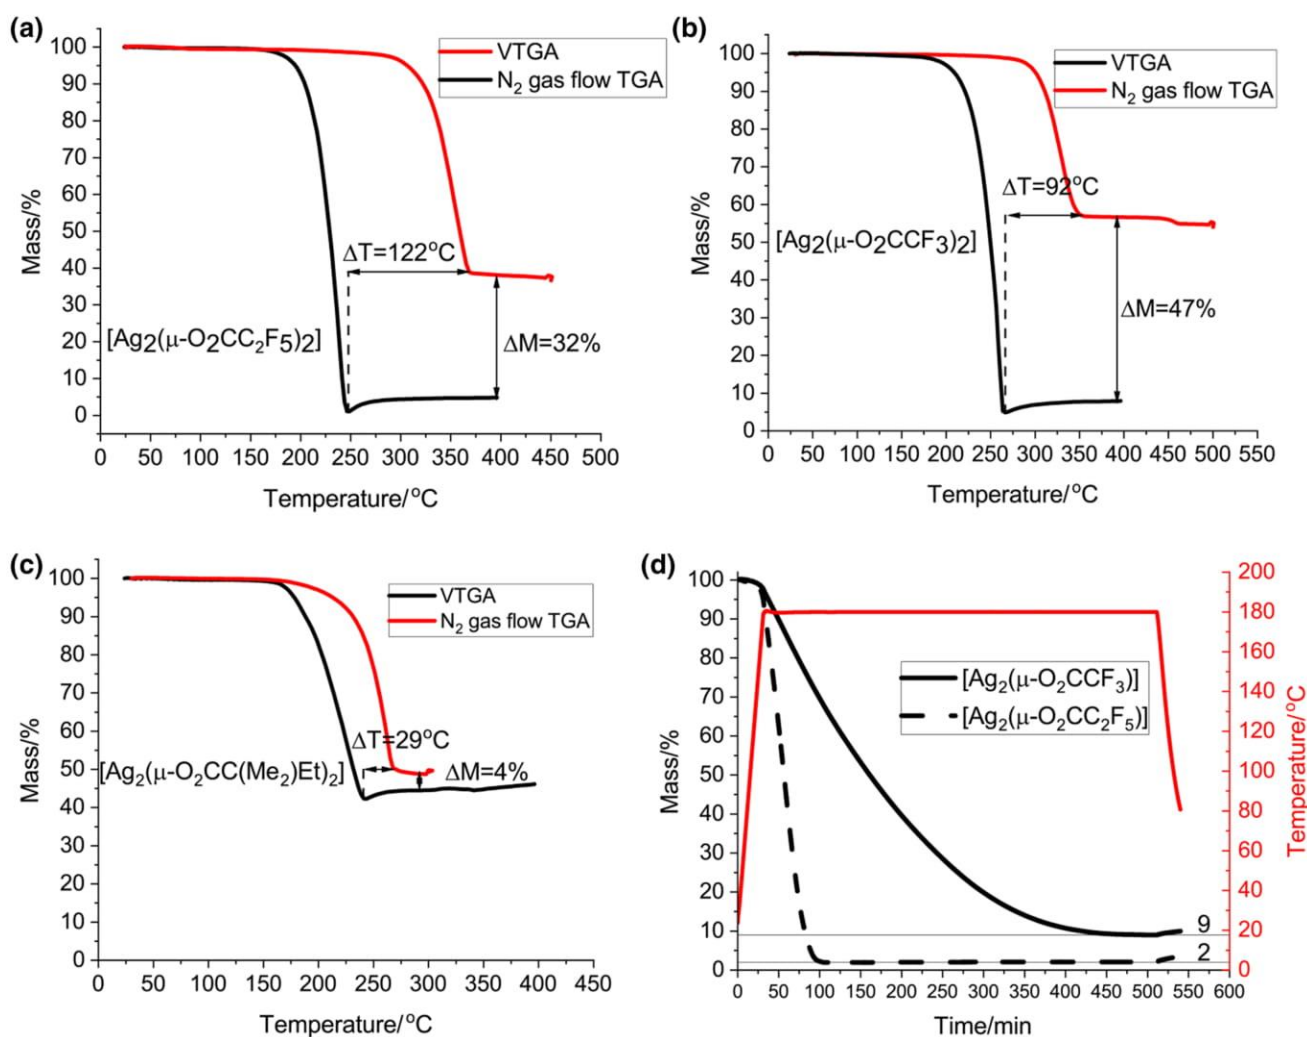 (a)
VTGA
N₂ gas flow TGA
ΔT=122°C
[Ag₂(μ-O₂CC₂F₅)₂]
ΔM=32%
Mass/%
100
90
80
70
60
50
40
30
20
10
0
0 50 100 150 200 250 300 350 400 450 500
Temperature/°C
(b)
VTGA
N₂ gas flow TGA
ΔT=92°C
[Ag₂(μ-O₂CCF₃)₂]
ΔM=47%
Mass/%
100
90
80
70
60
50
40
30
20
10
0
0 50 100 150 200 250 300 350 400 450 500 550
Temperature/°C
(c)
VTGA
N₂ gas flow TGA
ΔT=29°C
[Ag₂(μ-O₂CC(Me₂)Et)₂]
ΔM=4%
Mass/%
100
90
80
70
60
50
40
30
20
10
0
0 50 100 150 200 250 300 350 400 450
Temperature/°C
(d)
[Ag₂(μ-O₂CCF₃)]
[Ag₂(μ-O₂CC₂F₅)]
9
2
Mass/%
100
90
80
70
60
50
40
30
20
10
0
200
180
160
140
120
100
80
60
40
20
0
Temperature/°C
0 50 100 150 200 250 300 350 400 450 500 550 600
Time/min